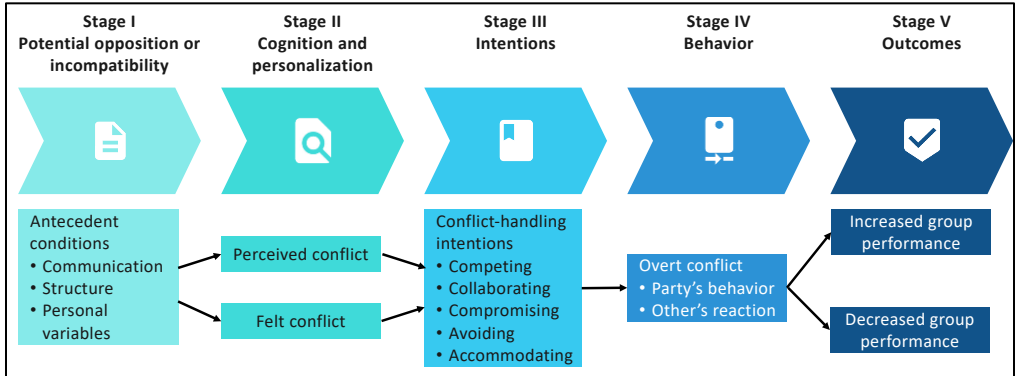 Stage I
Potential opposition or
incompatibility
Stage II
Cognition and
personalization
Stage III
Intentions
Stage IV
Behavior
Stage V
Outcomes
Antecedent
conditions
• Communication
• Structure
• Personal
variables
Perceived conflict
Felt conflict
Conflict-handling
intentions
• Competing
• Collaborating
• Compromising
• Avoiding
• Accommodating
Overt conflict
• Party's behavior
• Other's reaction
Increased group
performance
Decreased group
performance